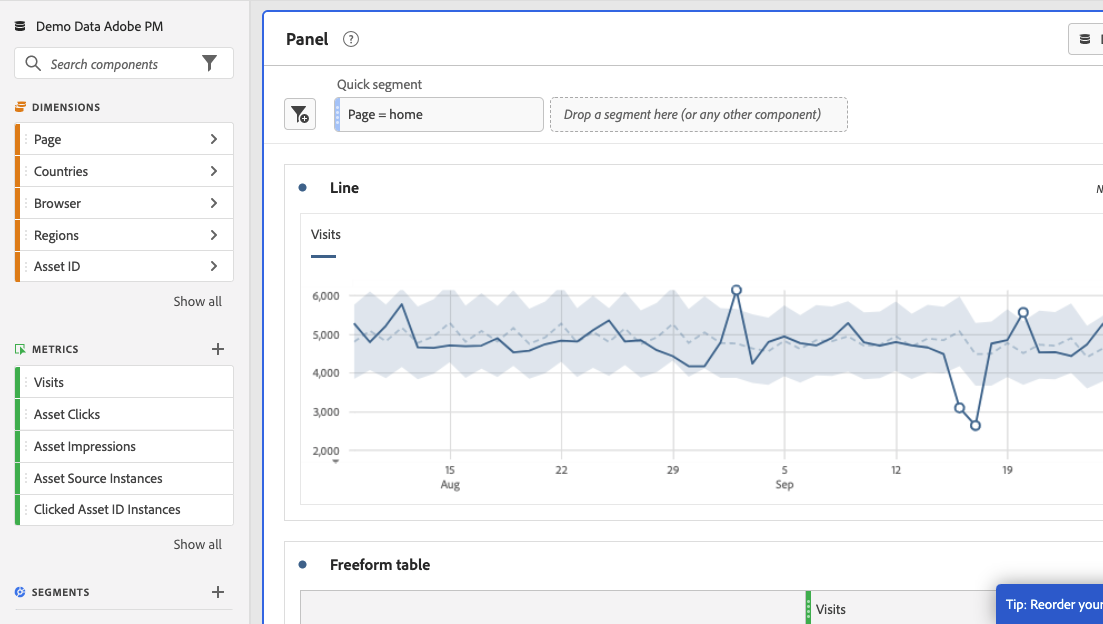 Demo Data Adobe PM
Search components
DIMENSIONS
Page
Countries
Browser
Regions
Asset ID
Show all
METRICS
Visits
Asset Clicks
Asset Impressions
Asset Source Instances
Clicked Asset ID Instances
Show all
SEGMENTS
Panel
Quick segment
Page = home
Drop a segment here (or any other component)
Line
Visits
6,000
5,000
4,000
3,000
2,000
15 22 29 5 12 19
Aug Sep
Freeform table
Visits
Tip: Reorder your